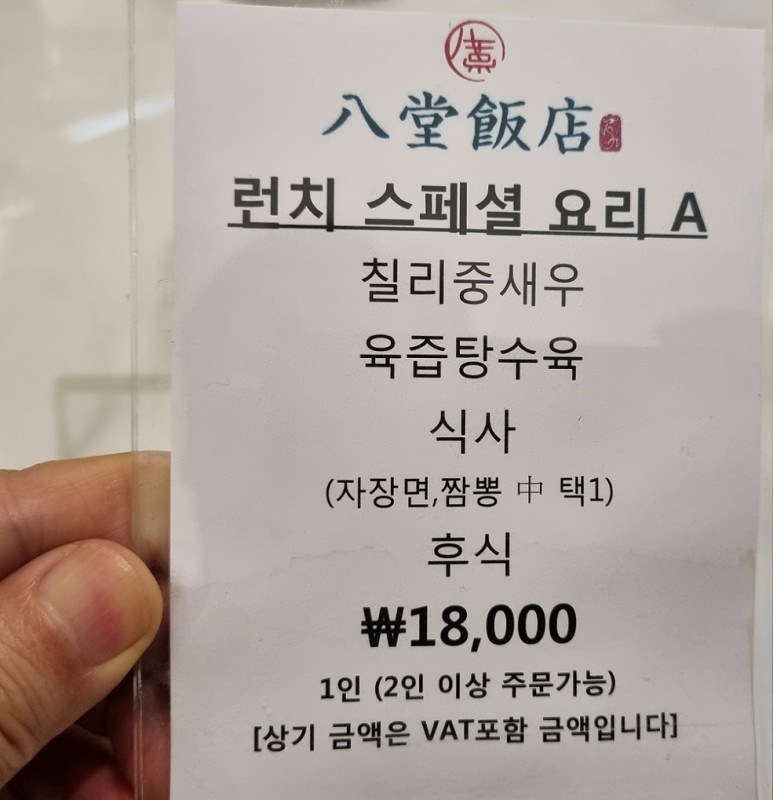 八堂飯店
런치 스페셜 요리 A
칠리중새우
육즙탕수육
식사
(자장면,짬뽕 中 택1)
후식
₩18,000
1인 (2인 이상 주문가능)
[상기 금액은 VAT포함 금액입니다]